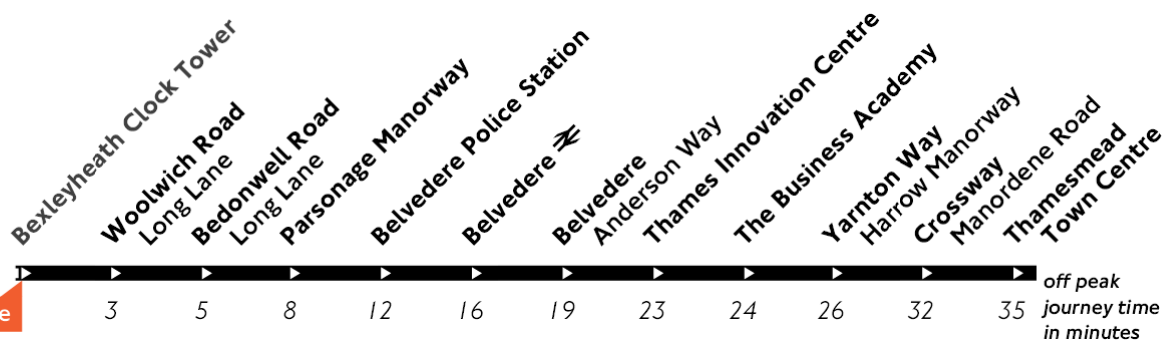 Bexleyheath Clock Tower
Woolwich Road
Long Lane
Bedonwell Road
Long Lane
Parsonage Manorway
Belvedere Police Station
Belvedere
Belvedere
Anderson Way
Thames Innovation Centre
The Business Academy
Yarnton Way
Harrow Manorway
Crossway
Manordene Road
Thamesmead
Town Centre
e 3 5 8 12 16 19 23 24 26 32 35
off peak
journey time
in minutes